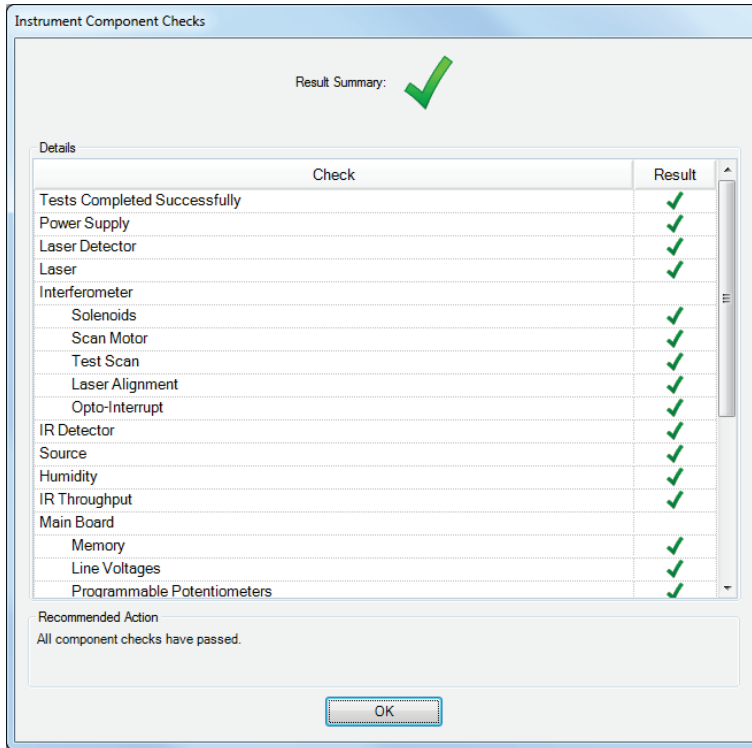 Instrument Component Checks
Result Summary:
Details
Check Result
Tests Completed Successfully
Power Supply
Laser Detector
Laser
Interferometer
Solenoids
Scan Motor
Test Scan
Laser Alignment
Opto-Interrupt
IR Detector
Source
Humidity
IR Throughput
Main Board
Memory
Line Voltages
Programmable Potentiometers
Recommended Action
All component checks have passed.
OK